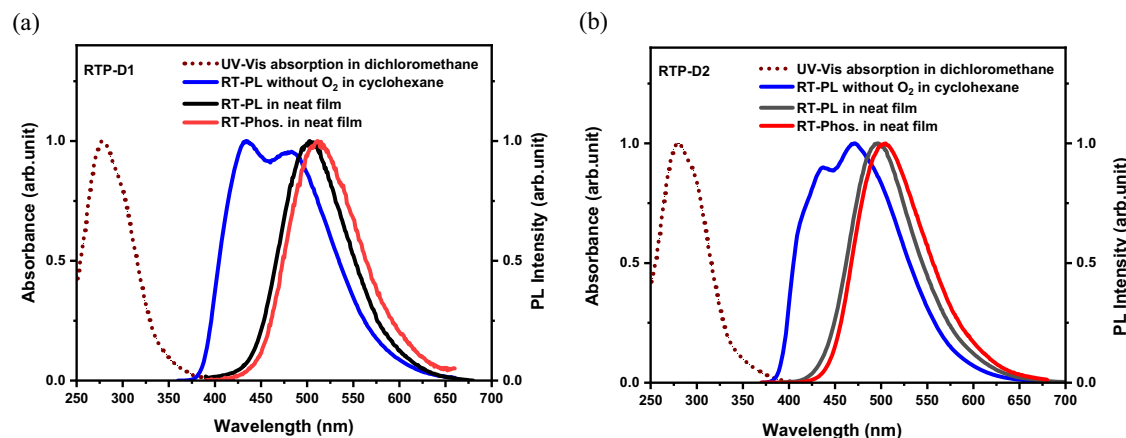 (a)
RTP-D1
UV-Vis absorption in dichloromethane
RT-PL without O2 in cyclohexane
RT-PL in neat film
RT-Phos. in neat film
Absorbance (arb.unit)
1.0
0.5
0.0
PL Intensity (arb.unit)
1.0
0.5
0.0
250 300 350 400 450 500 550 600 650 700
Wavelength (nm)
(b)
RTP-D2
UV-Vis absorption in dichloromethane
RT-PL without O2 in cyclohexane
RT-PL in neat film
RT-Phos. in neat film
Absorbance (arb.unit)
1.0
0.5
0.0
PL Intensity (arb.unit)
1.0
0.5
0.0
250 300 350 400 450 500 550 600 650 700
Wavelength (nm)